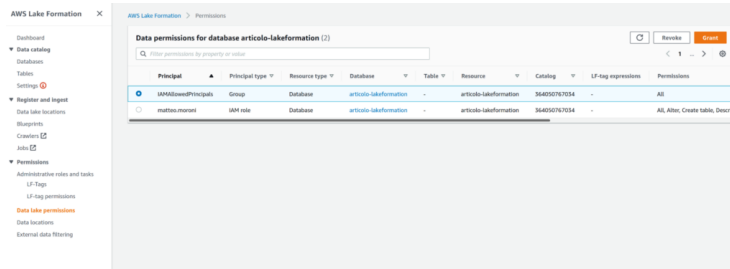 AWS Lake Formation
Dashboard
Data catalog
Databases
Tables
Settings
Register and ingest
Data lake locations
Blueprints
Crawlers
Jobs
Permissions
Administrative roles and tasks
LF-Tags
LF-tag permissions
Data lake permissions
Data locations
External data filtering
AWS Lake Formation > Permissions
Data permissions for database articolo-lakeformation (2)
Revoke Grant
Filter permissions by property or value
< 1 ... >
Principal Principal type Resource type Database Table Resource Catalog LF-tag expressions Permissions
IAMAllowedPrincipals Group Database articolo-lakeformation - articolo-lakeformation 364050767034 - All
matteo.moroni IAM role Database articolo-lakeformation - articolo-lakeformation 364050767034 - All, Alter, Create table, Descr